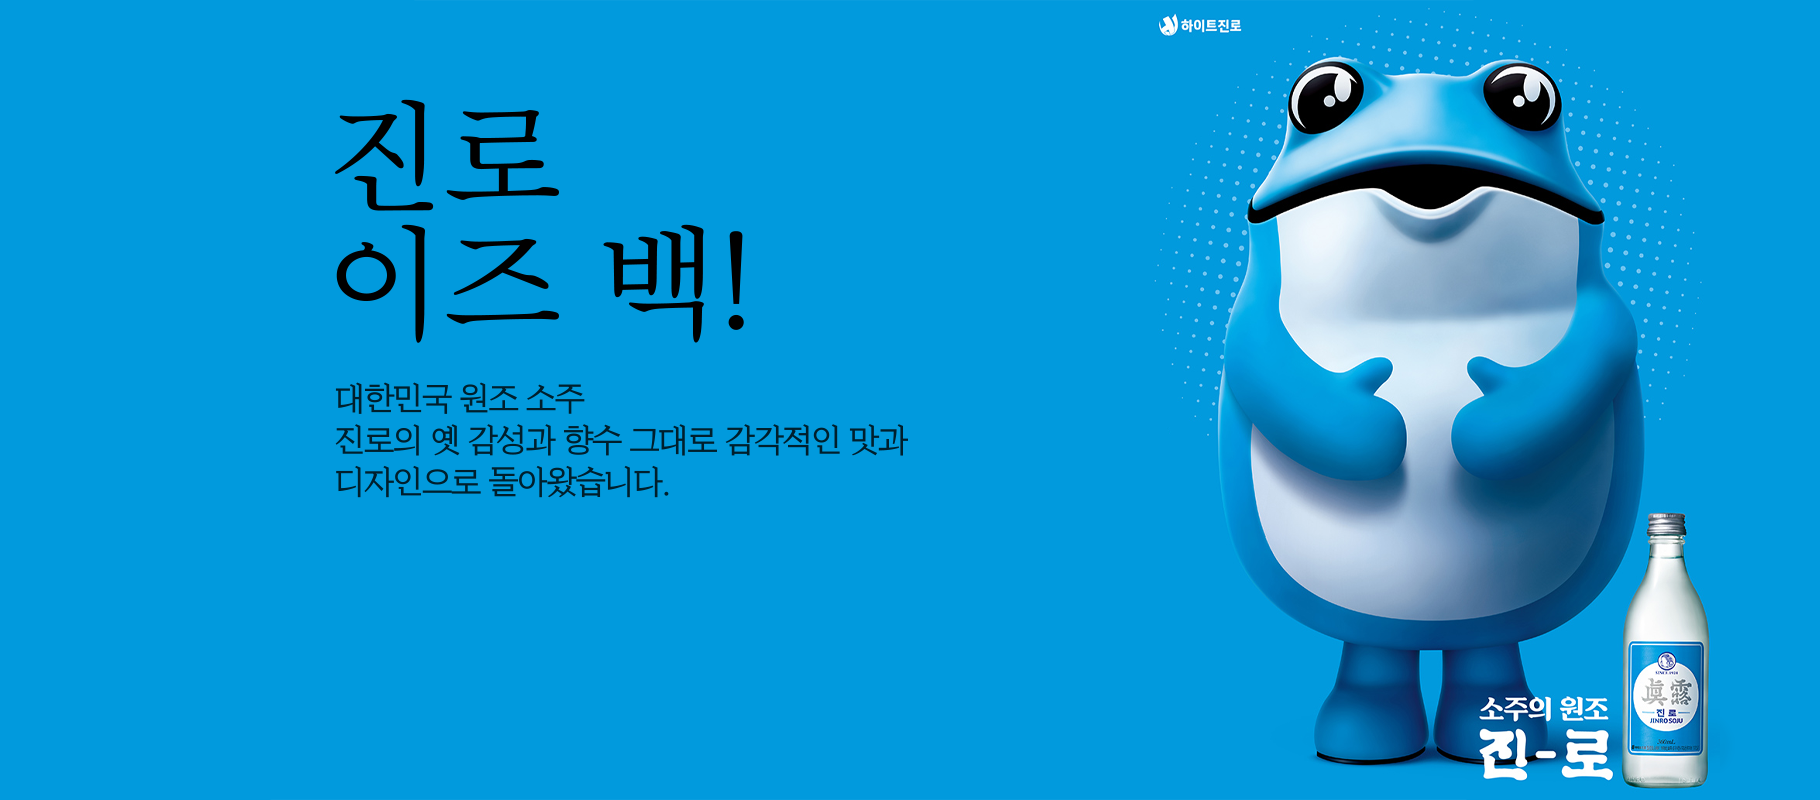 하이트진로
진로
이즈 백!
대한민국 원조 소주
진로의 옛 감성과 향수 그대로 감각적인 맛과
디자인으로 돌아왔습니다.
소주의 원조
진-로
SINCE 1924
眞露
진로
JINRO SOJU